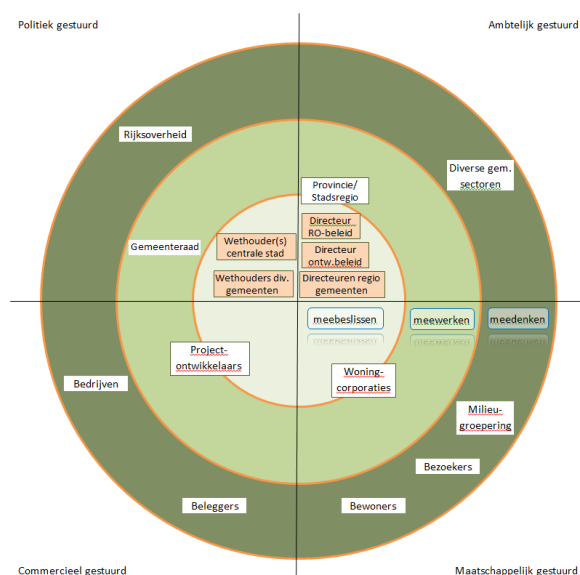 Politiek gestuurd
Ambtelijk gestuurd
Rijksoverheid
Diverse gem.
sectoren
Provincie/
Stadsregio
Directeur
RO-beleid
Gemeenteraad
Wethouder(s)
centrale stad
Directeur
ontw.beleid
Wethouders div.
gemeenten
Directeuren regio
gemeenten
meebeslissen
meewerken
meedenken
Project-
ontwikkelaars
Woning-
corporaties
Bedrijven
Milieu-
groepering
Bezoekers
Beleggers
Bewoners
Commercieel gestuurd
Maatschappelijk gestuurd